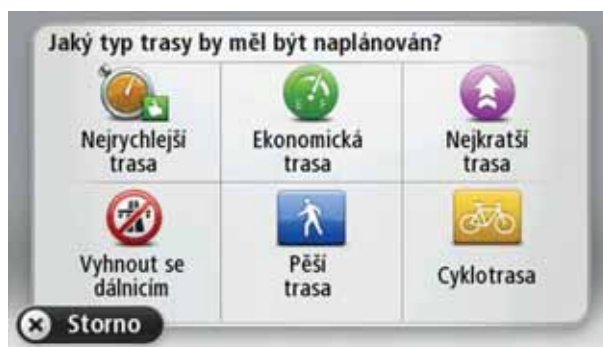 Jaký typ trasy by měl být naplánován?
Nejrychlejší
trasa
Ekonomická
trasa
Nejkratší
trasa
Vyhnout se
dálnicím
Pěší
trasa
Cyklotrasa
Storno